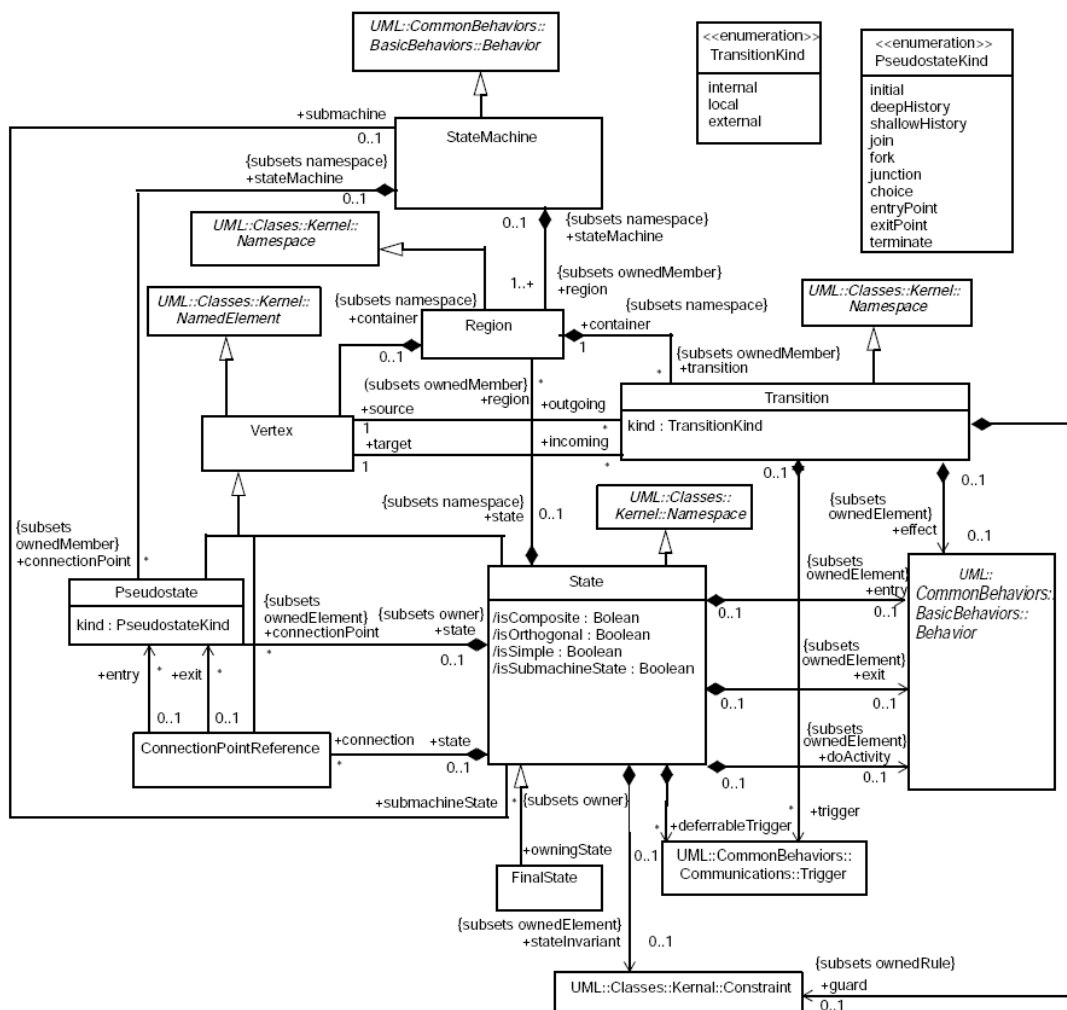 UML::CommonBehaviors::
BasicBehaviors::Behavior
<<enumeration>>
TransitionKind
internal
local
external
<<enumeration>>
PseudostateKind
initial
deepHistory
shallowHistory
join
fork
junction
choice
entryPoint
exitPoint
terminate
+submachine
0..1
StateMachine
{subsets namespace}
+stateMachine
0..1
0..1
{subsets namespace}
+stateMachine
UML::Clases::Kernel::
Namespace
1..+
{subsets ownedMember}
+region
UML::Classes::Kernel::
NamedElement
{subsets namespace}
+container
0..1
Region
{subsets namespace}
+container
1
UML::Classes::Kernel::
Namespace
{subsets ownedMember}
+transition
*
(subsets ownedMember}
+region
*
Transition
kind : TransitionKind
Vertex
+source
1
+outgoing
*
+target
1
+incoming
*
0..1
0..1
{subsets namespace}
+state
0..1
UML::Classes::
Kernel::Namespace
{subsets
ownedElement}
+effect
0..1
{subsets
ownedMember}
+connectionPoint
*
Pseudostate
kind : PseudostateKind
{subsets
ownedElement}
+connectionPoint
*
{subsets owner}
+state
0..1
State
/isComposite : Bolean
/isOrthogonal : Boolean
/isSimple : Boolean
/isSubmachineState : Boolean
{subsets
ownedElement}
+entry
0..1
0..1
UML::
CommonBehaviors::
BasicBehaviors::
Behavior
{subsets
ownedElement}
+exit
0..1
0..1
+entry
*
+exit
*
0..1
0..1
ConnectionPointReference
+connection
*
+state
0..1
{subsets
ownedElement}
+doActivity
0..1
0..1
+submachineState
*
{subsets owner}
+owningState
0..1
*
+deferrableTrigger
*
+trigger
FinalState
UML::CommonBehaviors::
Communications::Trigger
{subsets ownedElement}
+stateInvariant
0..1
UML::Classes::Kernal::Constraint
{subsets ownedRule}
+guard
0..1